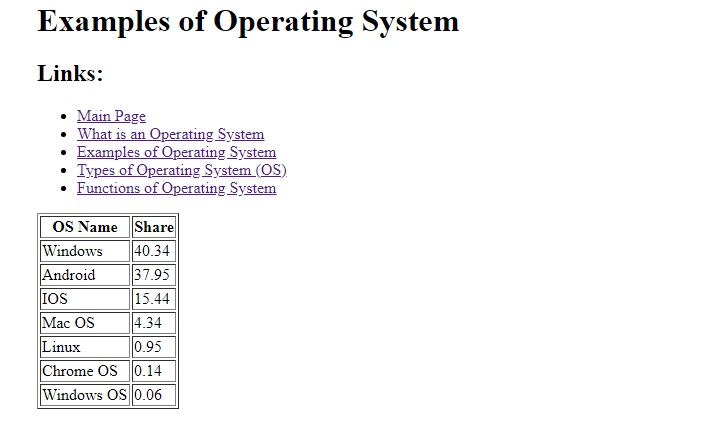 Examples of Operating System
Links:
Main Page
What is an Operating System
Examples of Operating System
Types of Operating System (OS)
Functions of Operating System
OS Name Share
Windows 40.34
Android 37.95
IOS 15.44
Mac OS 4.34
Linux 0.95
Chrome OS 0.14
Windows OS 0.06